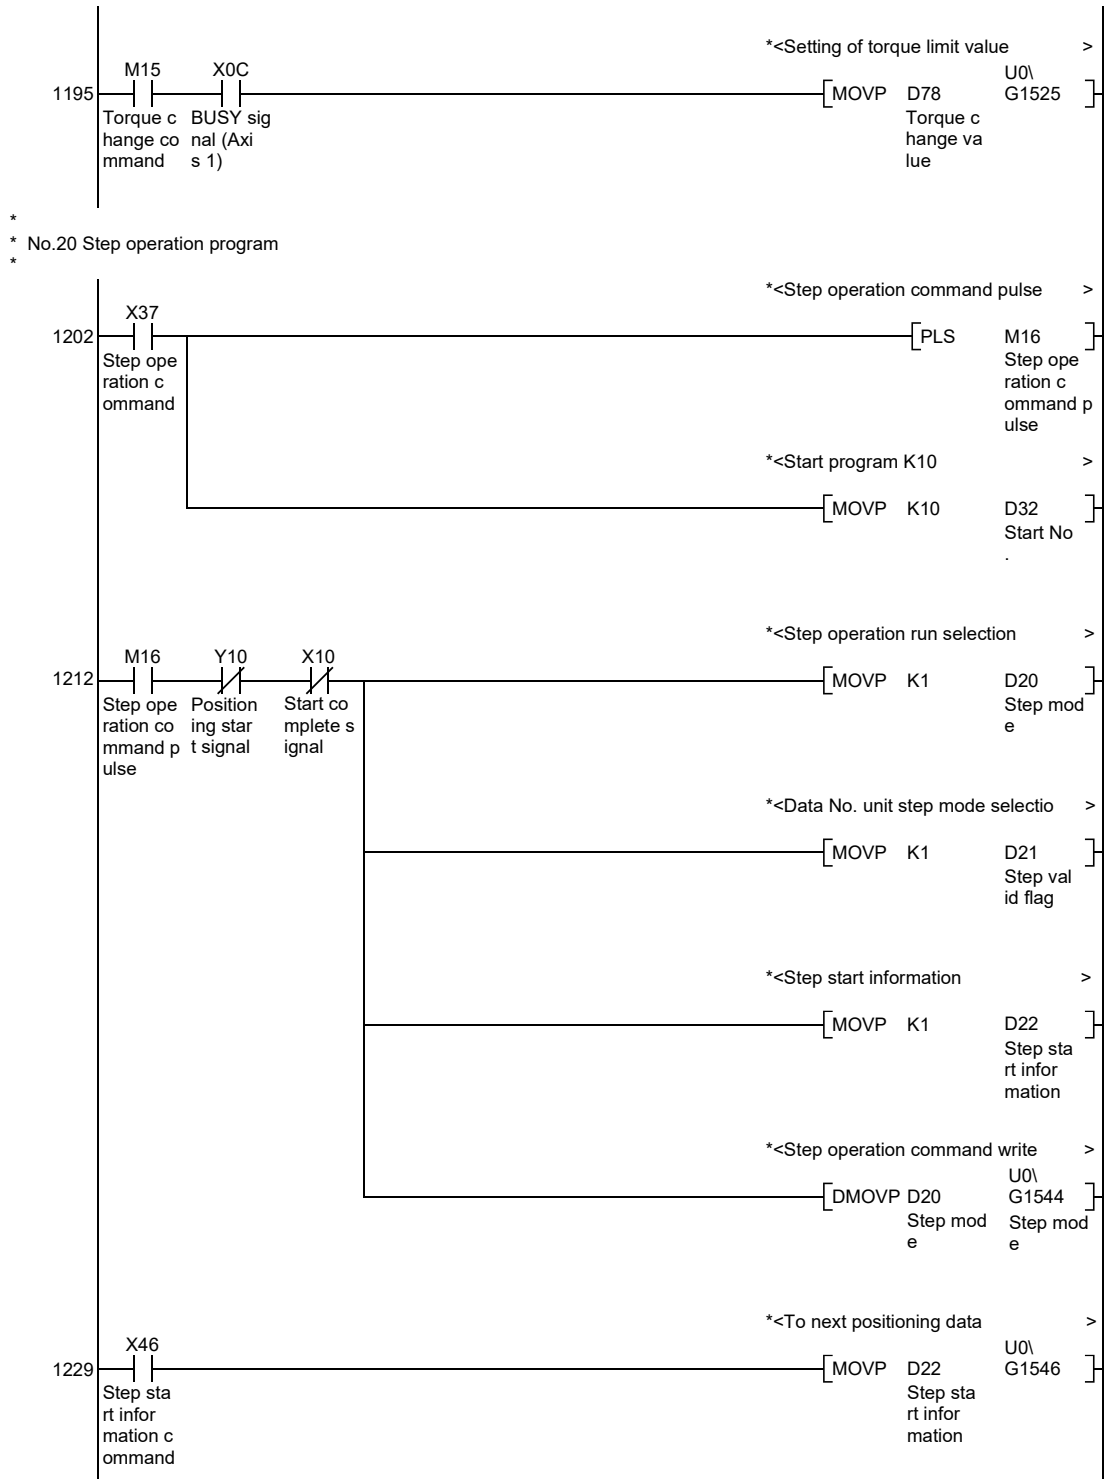 *<Setting of torque limit value >
M15 X0C U0\
1195 MOVP D78 G1525
Torque c BUSY sig Torque c
hange co nal (Axi hange va
mmand s 1) lue
*
* No.20 Step operation program
*
*<Step operation command pulse >
X37
1202 PLS M16
Step ope Step ope
ration c ration c
ommand ommand p
ulse
*<Start program K10 >
MOVP K10 D32
Start No
.
*<Step operation run selection >
M16 Y10 X10
1212 MOVP K1 D20
Step ope Position Start co Step mod
ration co ing star mplete s e
mmand p t signal ignal
ulse
*<Data No. unit step mode selectio >
MOVP K1 D21
Step val
id flag
*<Step start information >
MOVP K1 D22
Step sta
rt infor
mation
*<Step operation command write >
U0\
DMOVP D20 G1544
Step mod Step mod
e e
*<To next positioning data >
X46 U0\
1229 MOVP D22 G1546
Step sta Step sta
rt infor rt infor
mation c mation
ommand